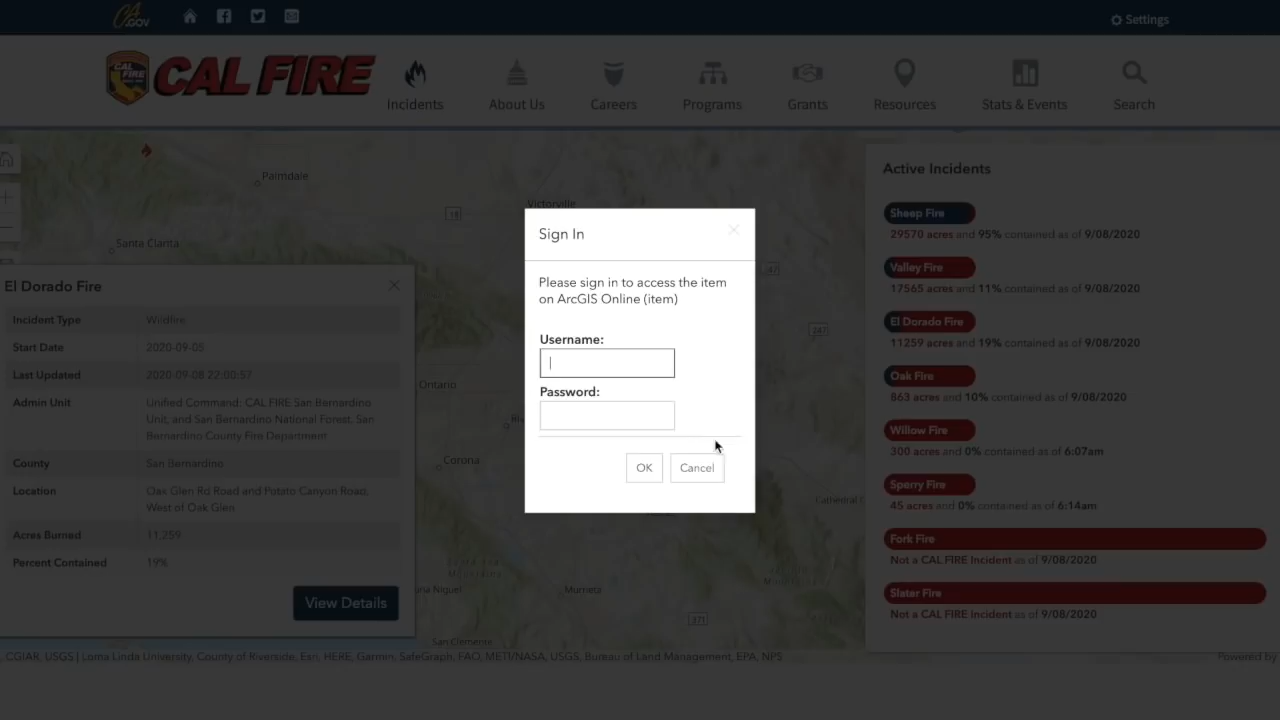 CA.GOV
Settings
CAL FIRE
CAL FIRE
Incidents
About Us
Careers
Programs
Grants
Resources
Stats & Events
Search
Palmdale
Victorville
18
Santa Clarita
247
247
Ontario
Corona
Cathedral C
una Niguel
Murrieta
371
San Clemente
El Dorado Fire
Incident Type Wildfire
Start Date 2020-09-05
Last Updated 2020-09-08 22:00:57
Admin Unit Unified Command: CAL FIRE San Bernardino
Unit, and San Bernardino National Forest, San
Bernardino County Fire Department
County San Bernardino
Location Oak Glen Rd Road and Potato Canyon Road,
West of Oak Glen
Acres Burned 11,259
Percent Contained 19%
View Details
Sign In
Please sign in to access the item
on ArcGIS Online (item)
Username:
Password:
OK
Cancel
Active Incidents
Sheep Fire
29570 acres and 95% contained as of 9/08/2020
Valley Fire
17565 acres and 11% contained as of 9/08/2020
El Dorado Fire
11259 acres and 19% contained as of 9/08/2020
Oak Fire
863 acres and 10% contained as of 9/08/2020
Willow Fire
300 acres and 0% contained as of 6:07am
Sperry Fire
45 acres and 0% contained as of 6:14am
Fork Fire
Not a CAL FIRE Incident as of 9/08/2020
Slater Fire
Not a CAL FIRE Incident as of 9/08/2020
CGIAR, USGS | Loma Linda University, County of Riverside, Esri, HERE, Garmin, SafeGraph, FAO, METI/NASA, USGS, Bureau of Land Management, EPA, NPS
Powered by